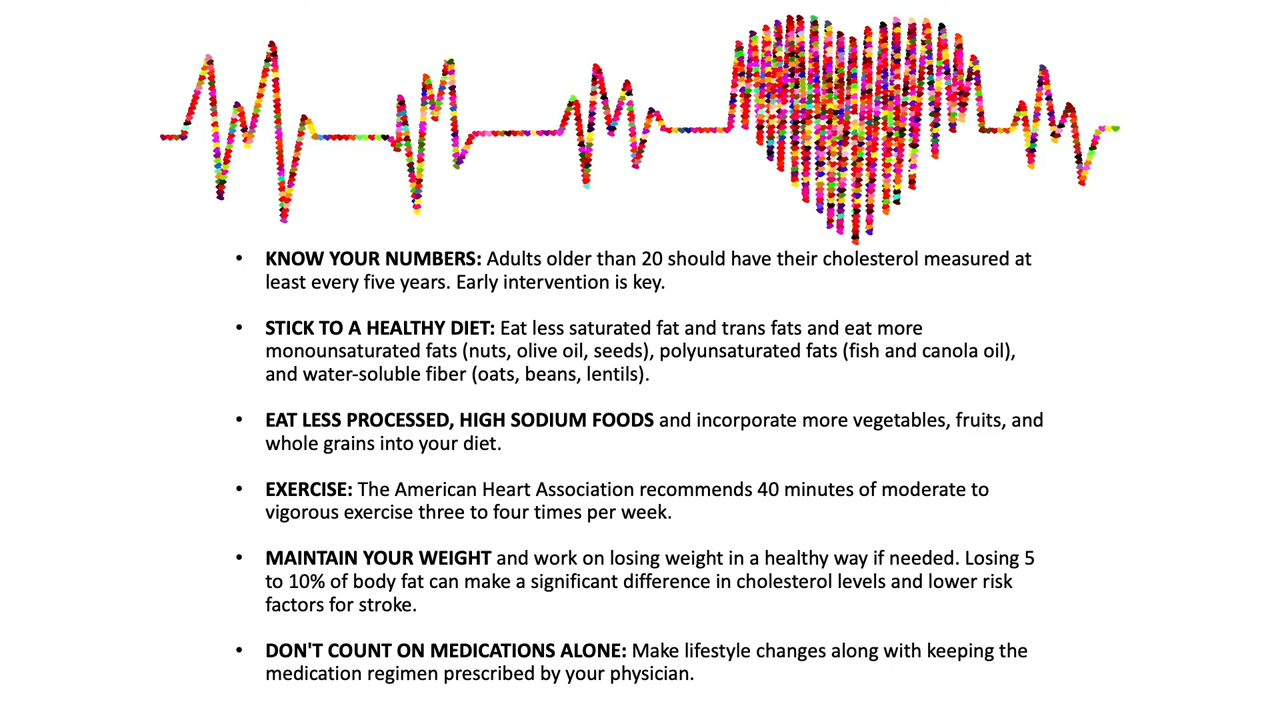 • KNOW YOUR NUMBERS: Adults older than 20 should have their cholesterol measured at
least every five years. Early intervention is key.
• STICK TO A HEALTHY DIET: Eat less saturated fat and trans fats and eat more
monounsaturated fats (nuts, olive oil, seeds), polyunsaturated fats (fish and canola oil),
and water-soluble fiber (oats, beans, lentils).
• EAT LESS PROCESSED, HIGH SODIUM FOODS and incorporate more vegetables, fruits, and
whole grains into your diet.
• EXERCISE: The American Heart Association recommends 40 minutes of moderate to
vigorous exercise three to four times per week.
• MAINTAIN YOUR WEIGHT and work on losing weight in a healthy way if needed. Losing 5
to 10% of body fat can make a significant difference in cholesterol levels and lower risk
factors for stroke.
• DON'T COUNT ON MEDICATIONS ALONE: Make lifestyle changes along with keeping the
medication regimen prescribed by your physician.